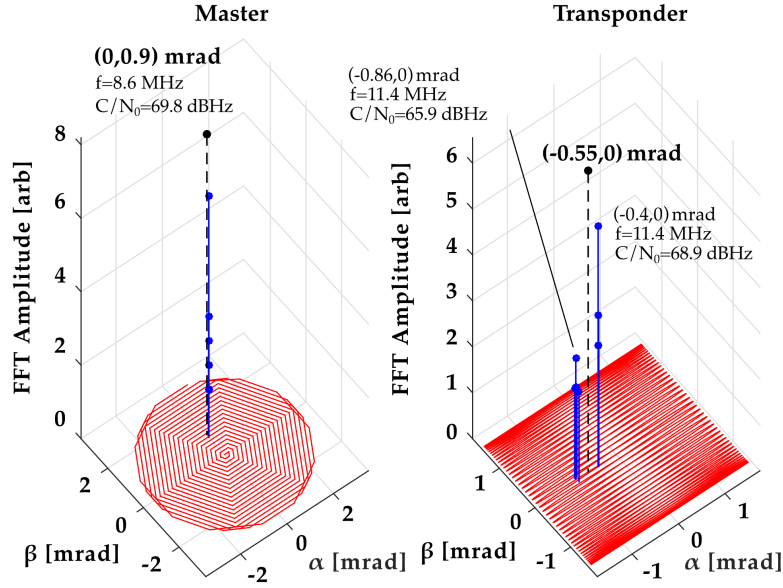 Master
(0,0.9) mrad
f=8.6 MHz
C/N₀=69.8 dBHz
FFT Amplitude [arb]
8
6
4
2
0
2
0
-2
β [mrad]
-2
0
2
α [mrad]
Transponder
(-0.86,0) mrad
f=11.4 MHz
C/N₀=65.9 dBHz
(-0.55,0) mrad
(-0.4,0) mrad
f=11.4 MHz
C/N₀=68.9 dBHz
FFT Amplitude [arb]
6
5
4
3
2
1
0
1
0
-1
β [mrad]
-1
0
1
α [mrad]